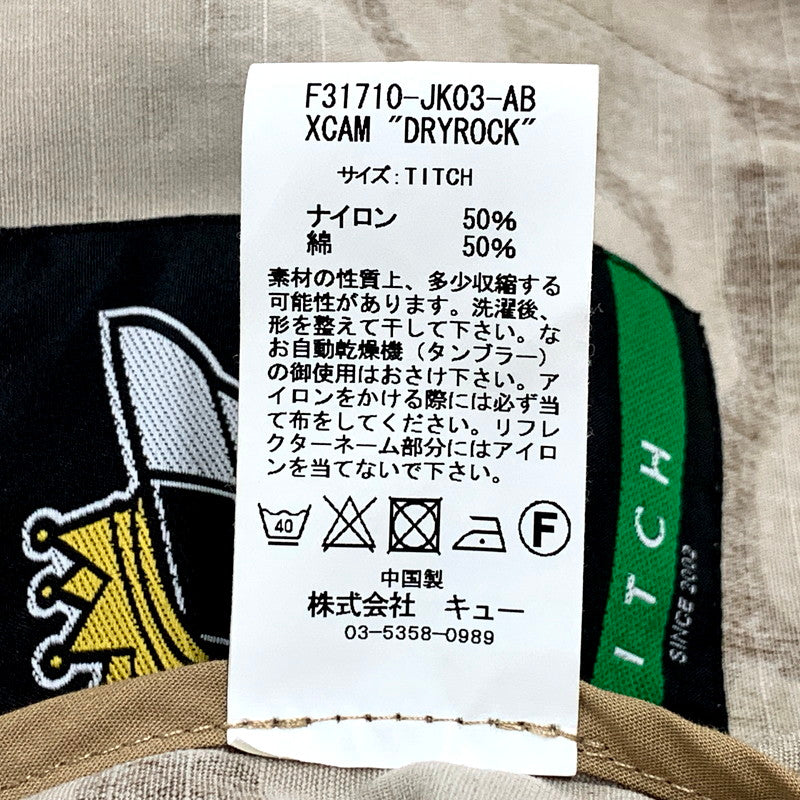 F31710-JK03-AB
XCAM "DRYROCK"
サイズ:TITCH
ナイロン 50%
綿 50%
素材の性質上、多少収縮する
可能性があります。洗濯後、
形を整えて干して下さい。な
お自動乾燥機（タンブラー）
の御使用はおさけ下さい。ア
イロンをかける際には必ず当
て布をしてください。リフレ
クターネーム部分にはアイロ
ンを当てないで下さい。
40
F
中国製
株式会社 キュー
03-5358-0989
ITCH
SINCE 2002